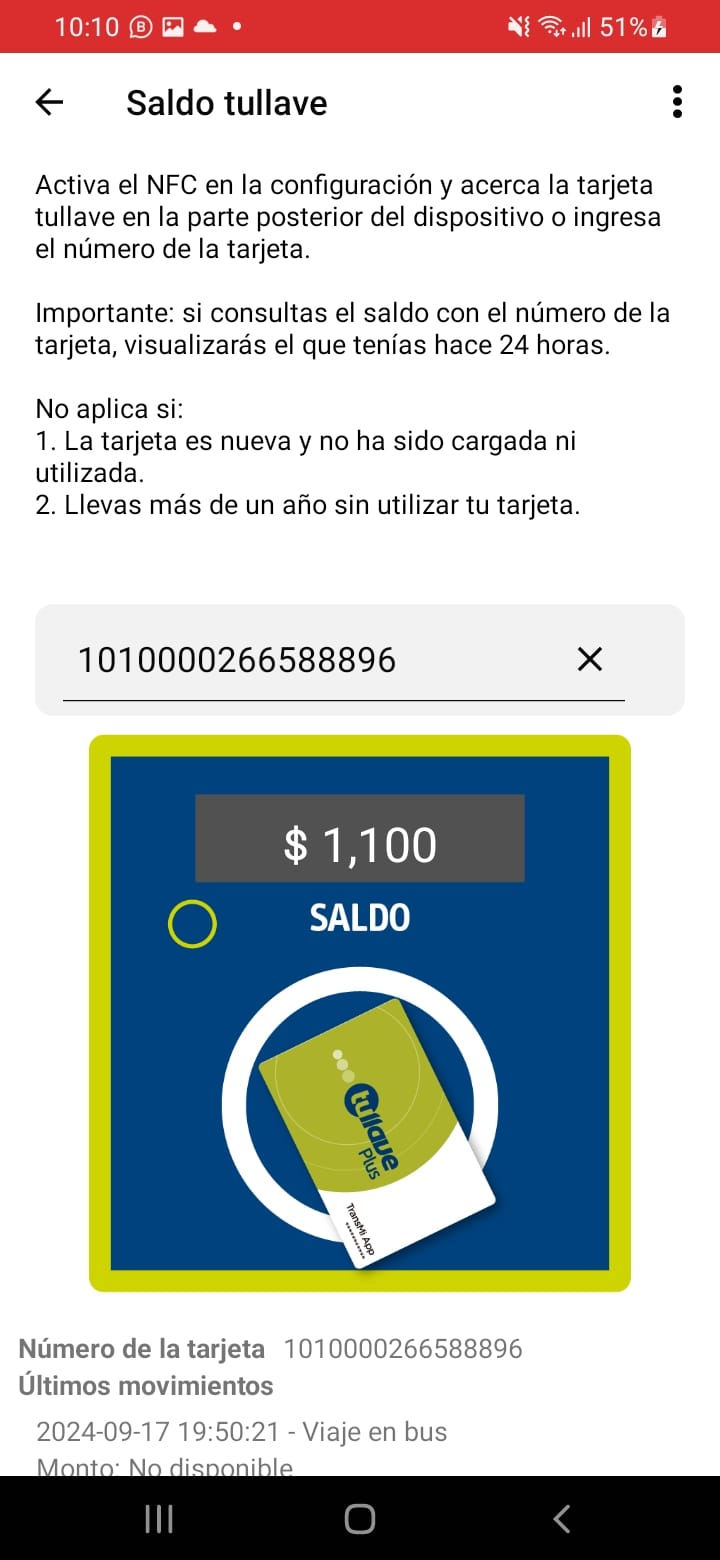 10:10
51%
Saldo tullave
Activa el NFC en la configuración y acerca la tarjeta
tullave en la parte posterior del dispositivo o ingresa
el número de la tarjeta.
Importante: si consultas el saldo con el número de la
tarjeta, visualizarás el que tenías hace 24 horas.
No aplica si:
1. La tarjeta es nueva y no ha sido cargada ni
utilizada.
2. Llevas más de un año sin utilizar tu tarjeta.
1010000266588896
$ 1,100
SALDO
tullave
Plus
TransMi App
Número de la tarjeta 1010000266588896
Últimos movimientos
2024-09-17 19:50:21 - Viaje en bus
Monto: No disponible